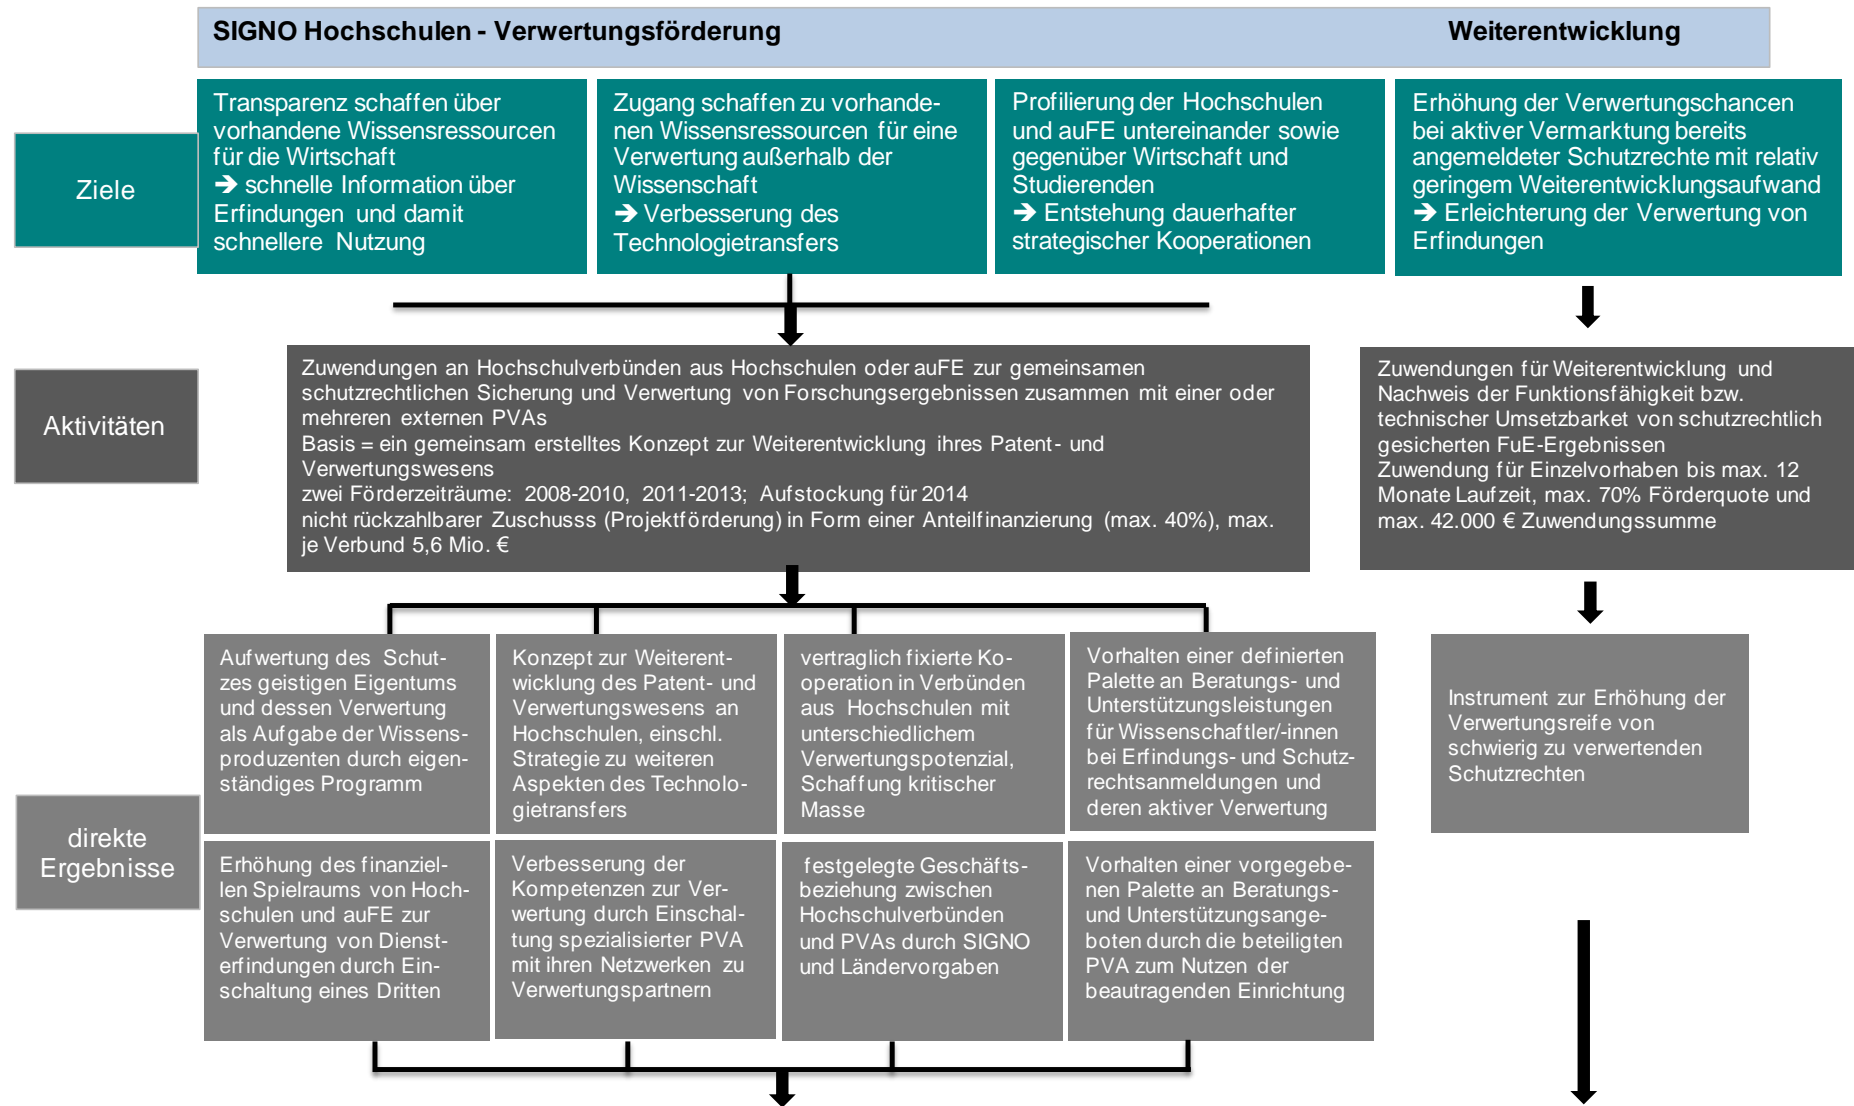 SIGNO Hochschulen - Verwertungsförderung
Weiterentwicklung
Ziele
Transparenz schaffen über
vorhandene Wissensressourcen
für die Wirtschaft
➔ schnelle Information über
Erfindungen und damit
schnellere Nutzung
Zugang schaffen zu vorhande-
nen Wissensressourcen für eine
Verwertung außerhalb der
Wissenschaft
➔ Verbesserung des
Technologietransfers
Profilierung der Hochschulen
und auFE untereinander sowie
gegenüber Wirtschaft und
Studierenden
➔ Entstehung dauerhafter
strategischer Kooperationen
Erhöhung der Verwertungschancen
bei aktiver Vermarktung bereits
angemeldeter Schutzrechte mit relativ
geringem Weiterentwicklungsaufwand
➔ Erleichterung der Verwertung von
Erfindungen
Aktivitäten
Zuwendungen an Hochschulverbünden aus Hochschulen oder auFE zur gemeinsamen
schutzrechtlichen Sicherung und Verwertung von Forschungsergebnissen zusammen mit einer oder
mehreren externen PVAs
Basis = ein gemeinsam erstelltes Konzept zur Weiterentwicklung ihres Patent- und
Verwertungswesens
zwei Förderzeiträume: 2008-2010, 2011-2013; Aufstockung für 2014
nicht rückzahlbarer Zuschusss (Projektförderung) in Form einer Anteilfinanzierung (max. 40%), max.
je Verbund 5,6 Mio. €
Zuwendungen für Weiterentwicklung und
Nachweis der Funktionsfähigkeit bzw.
technischer Umsetzbarket von schutzrechtlich
gesicherten FuE-Ergebnissen
Zuwendung für Einzelvorhaben bis max. 12
Monate Laufzeit, max. 70% Förderquote und
max. 42.000 € Zuwendungssumme
direkte
Ergebnisse
Aufwertung des Schut-
zes geistigen Eigentums
und dessen Verwertung
als Aufgabe der Wissens-
produzenten durch eigen-
ständiges Programm
Konzept zur Weiterent-
wicklung des Patent- und
Verwertungswesens an
Hochschulen, einschl.
Strategie zu weiteren
Aspekten des Technolo-
gietransfers
vertraglich fixierte Ko-
operation in Verbünden
aus Hochschulen mit
unterschiedlichem
Verwertungspotenzial,
Schaffung kritischer
Masse
Vorhalten einer definierten
Palette an Beratungs- und
Unterstützungsleistungen
für Wissenschaftler/-innen
bei Erfindungs- und Schutz-
rechtsanmeldungen und
deren aktiver Verwertung
Instrument zur Erhöhung der
Verwertungsreife von
schwierig zu verwertenden
Schutzrechten
Erhöhung des finanziel-
len Spielraums von Hoch-
schulen und auFE zur
Verwertung von Dienst-
erfindungen durch Ein-
schaltung eines Dritten
Verbesserung der
Kompetenzen zur Ver-
wertung durch Einschal-
tung spezialisierter PVA
mit ihren Netzwerken zu
Verwertungspartnern
festgelegte Geschäfts-
beziehung zwischen
Hochschulverbünden
und PVAs durch SIGNO
und Ländervorgaben
Vorhalten einer vorgegebe-
nen Palette an Beratungs-
und Unterstützungsange-
boten durch die beteiligten
PVA zum Nutzen der
beautragenden Einrichtung